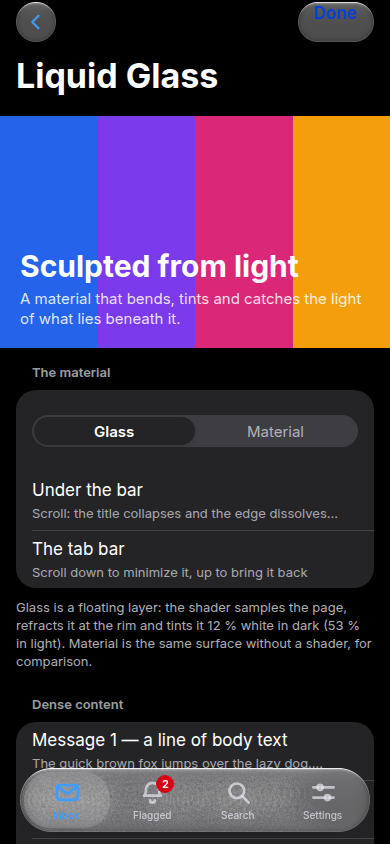 Done
Liquid Glass
Sculpted from light
A material that bends, tints and catches the light
of what lies beneath it.
The material
Glass Material
Under the bar
Scroll: the title collapses and the edge dissolves...
The tab bar
Scroll down to minimize it, up to bring it back
Glass is a floating layer: the shader samples the page,
refracts it at the rim and tints it 12 % white in dark (53 %
in light). Material is the same surface without a shader, for
comparison.
Dense content
Message 1 — a line of body text
The quick brown fox jumps over the lazy dog....
2
Inbox Flagged Search Settings